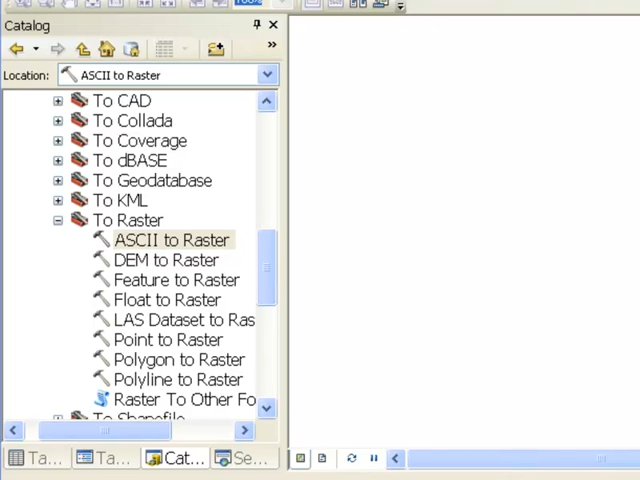 Catalog
Location: ASCII to Raster
To CAD
To Collada
To Coverage
To dBASE
To Geodatabase
To KML
To Raster
ASCII to Raster
DEM to Raster
Feature to Raster
Float to Raster
LAS Dataset to Ras
Point to Raster
Polygon to Raster
Polyline to Raster
Raster To Other Fo
To Shapefile
Ta... Ta... Cat... Se...